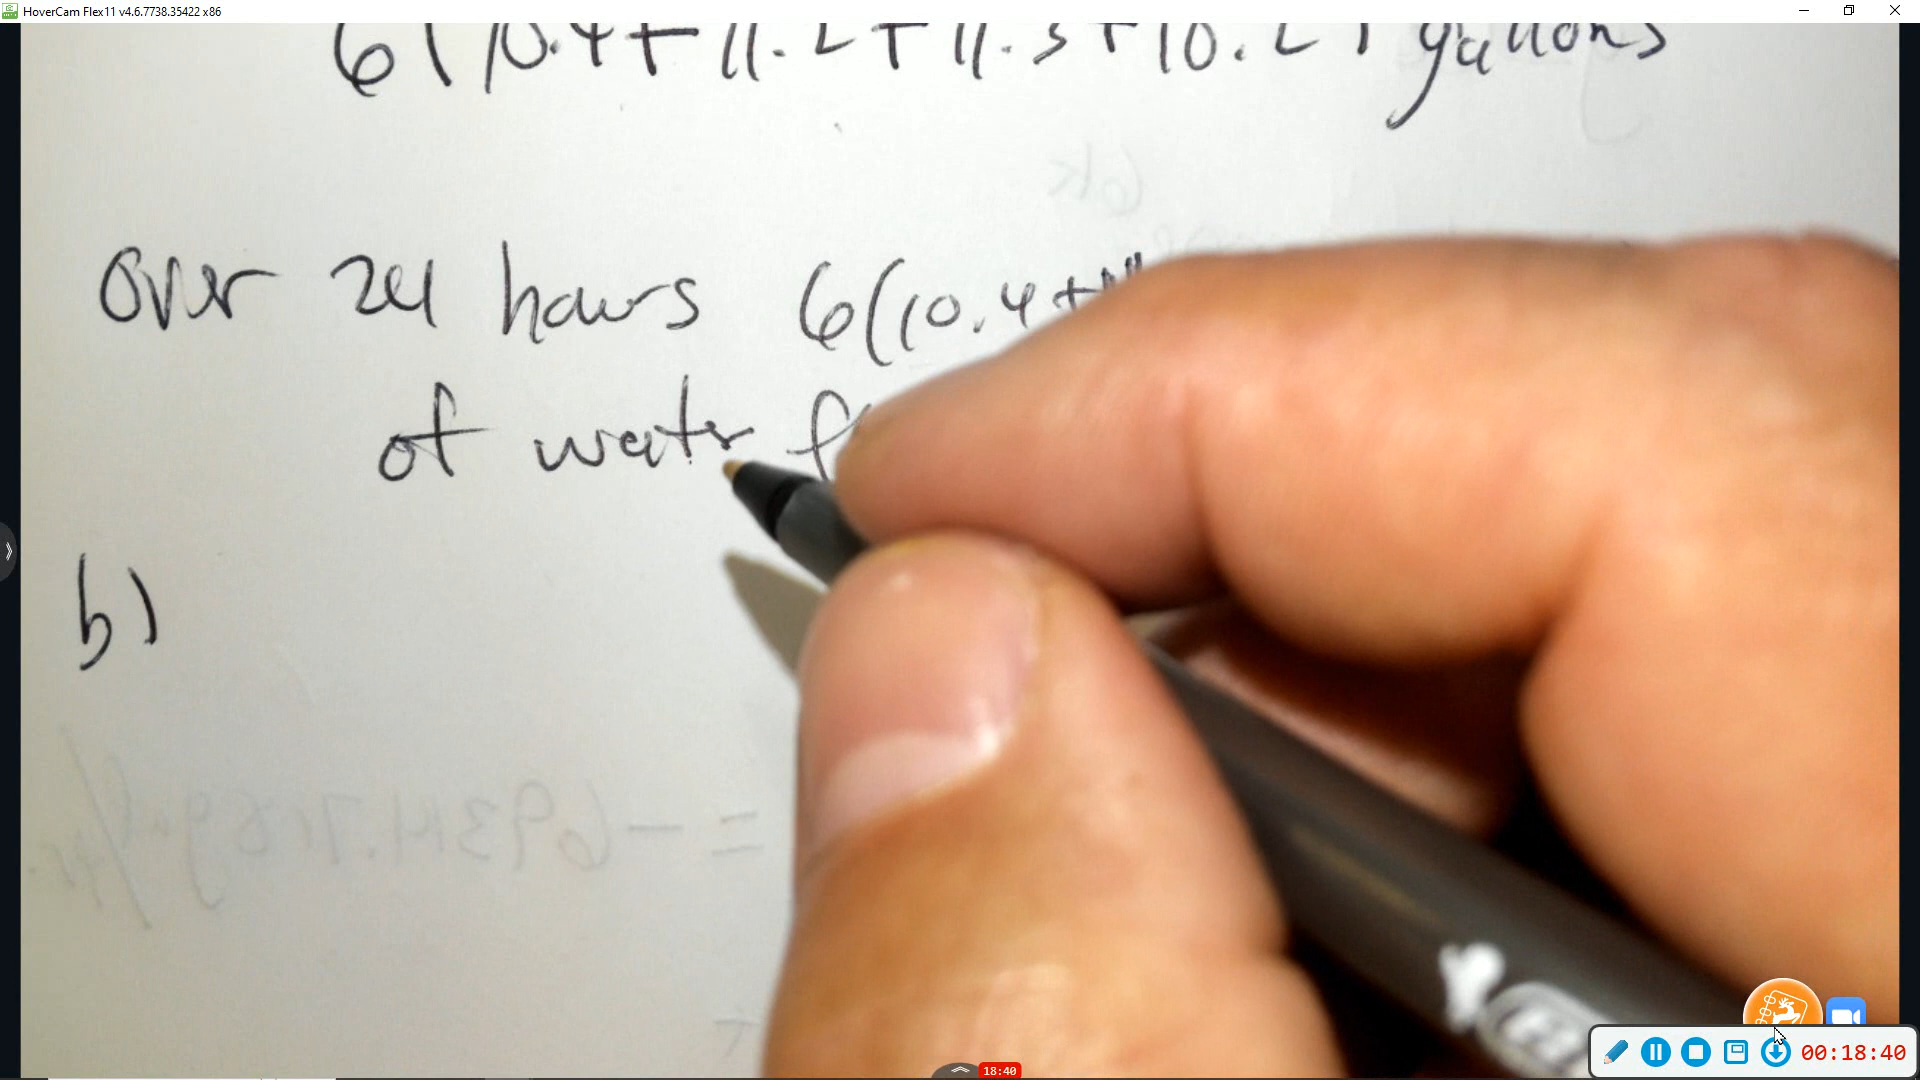 HoverCam Flex11 v4.6.7738.35422 x86
6(10.4+11.2+11.3+10.2) gallons
Over 24 hours 6(10.4+11
of water f
b)
18:40
00:18:40